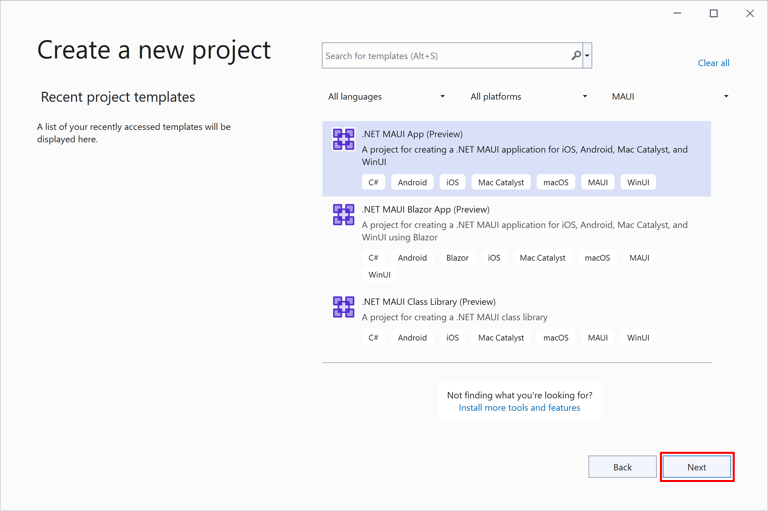 Create a new project
Recent project templates
A list of your recently accessed templates will be
displayed here.
Search for templates (Alt+S)
Clear all
All languages
All platforms
MAUI
.NET MAUI App (Preview)
A project for creating a .NET MAUI application for iOS, Android, Mac Catalyst, and
WinUI
C# Android iOS Mac Catalyst macOS MAUI WinUI
.NET MAUI Blazor App (Preview)
A project for creating a .NET MAUI application for iOS, Android, Mac Catalyst, and
WinUI using Blazor
C# Android Blazor iOS Mac Catalyst macOS MAUI
WinUI
.NET MAUI Class Library (Preview)
A project for creating a .NET MAUI class library
C# Android iOS Mac Catalyst macOS MAUI WinUI
Not finding what you're looking for?
Install more tools and features
Back
Next